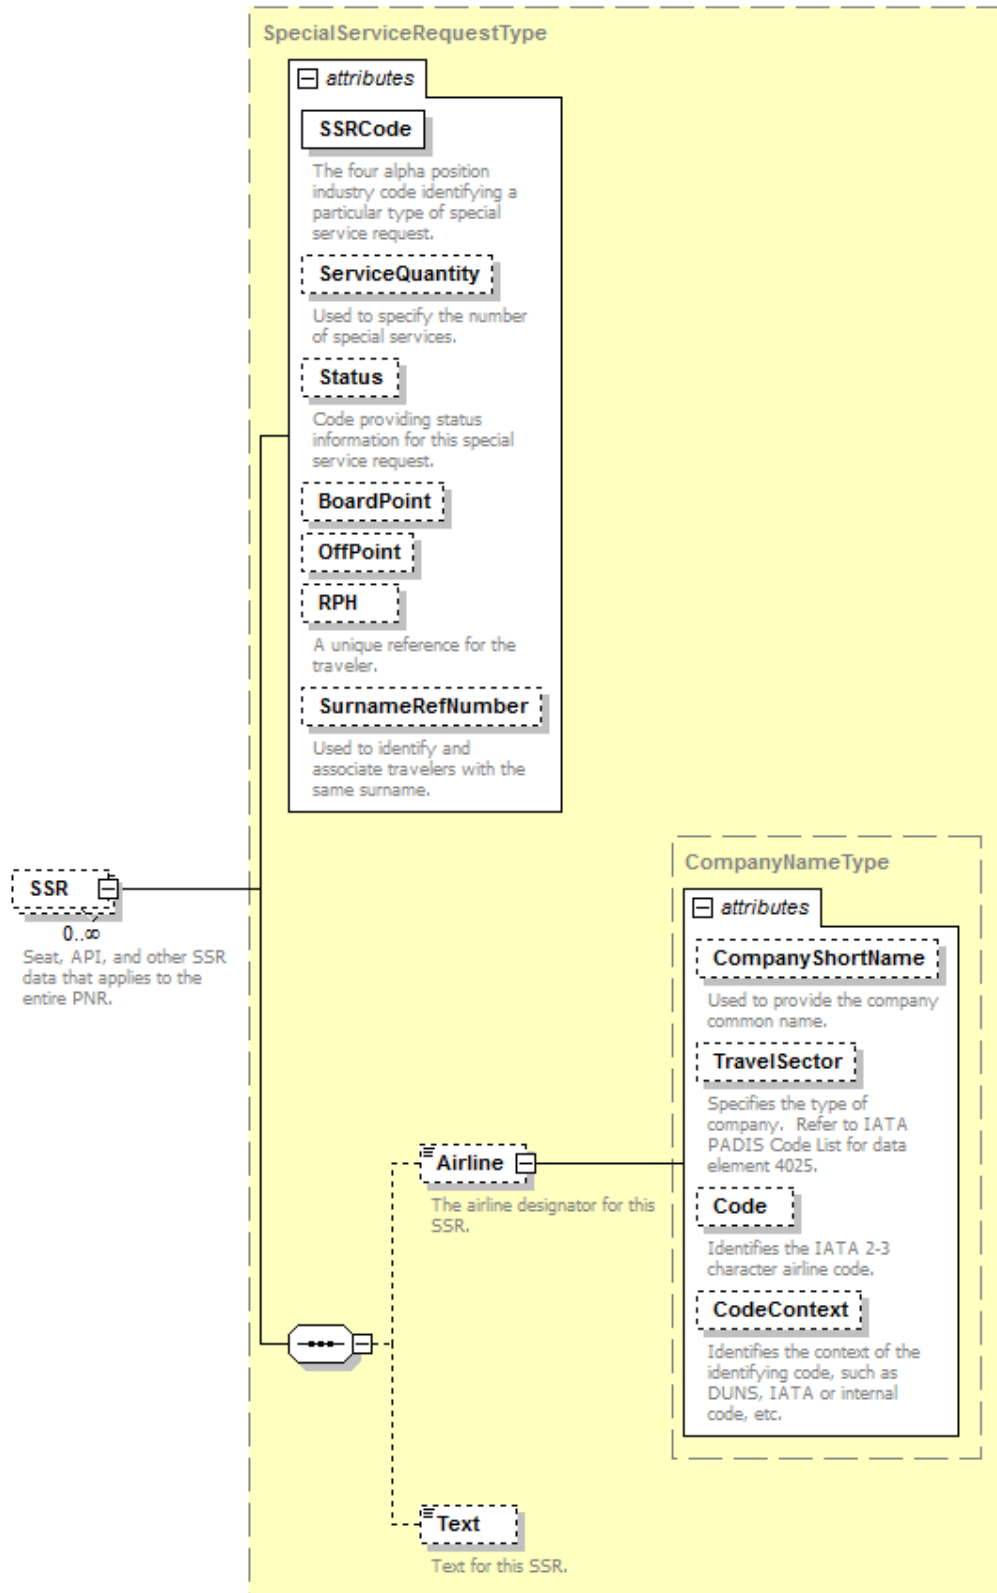 SpecialServiceRequestType
attributes
SSRCode
The four alpha position
industry code identifying a
particular type of special
service request.
ServiceQuantity
Used to specify the number
of special services.
Status
Code providing status
information for this special
service request.
BoardPoint
OffPoint
RPH
A unique reference for the
traveler.
SurnameRefNumber
Used to identify and
associate travelers with the
same surname.
SSR
0..∞
Seat, API, and other SSR
data that applies to the
entire PNR.
CompanyNameType
attributes
CompanyShortName
Used to provide the company
common name.
TravelSector
Specifies the type of
company.  Refer to IATA
PADIS Code List for data
element 4025.
Code
Identifies the IATA 2-3
character airline code.
CodeContext
Identifies the context of the
identifying code, such as
DUNS, IATA or internal
code, etc.
Airline
The airline designator for this
SSR.
Text
Text for this SSR.